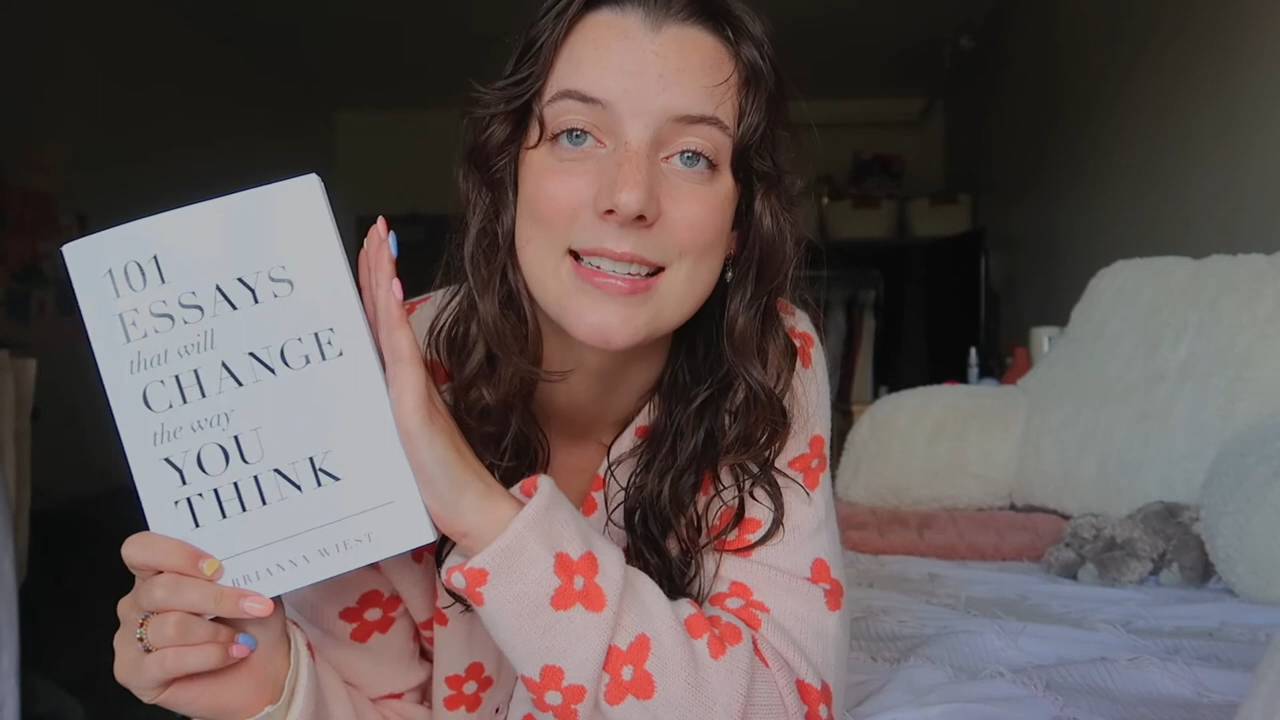 101
ESSAYS
that will
CHANGE
the way
YOU
THINK
BRIANNA WIEST